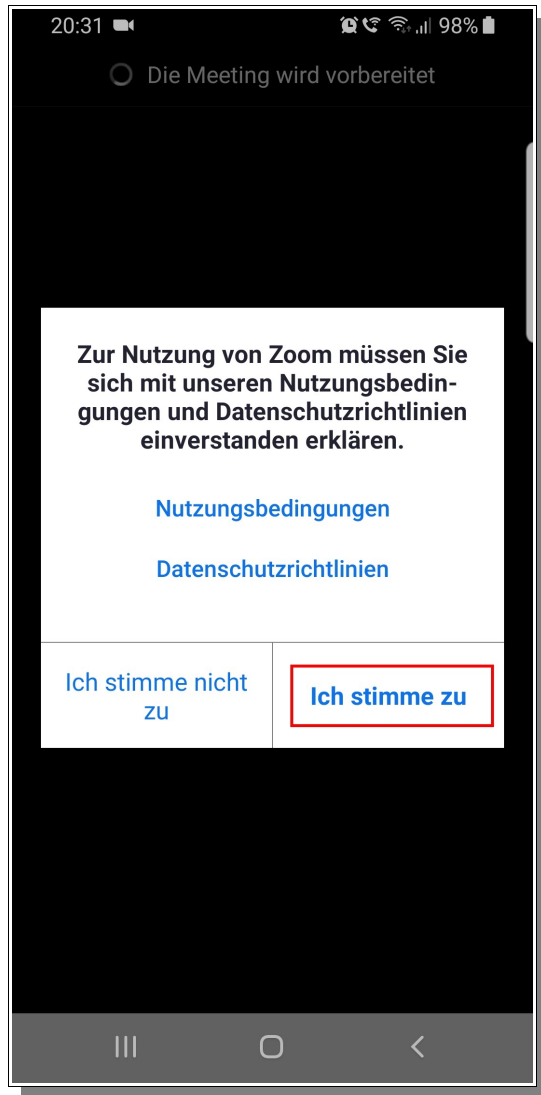 20:31 98%
Die Meeting wird vorbereitet
Zur Nutzung von Zoom müssen Sie
sich mit unseren Nutzungsbedin-
gungen und Datenschutzrichtlinien
einverstanden erklären.
Nutzungsbedingungen
Datenschutzrichtlinien
Ich stimme nicht
zu
Ich stimme zu